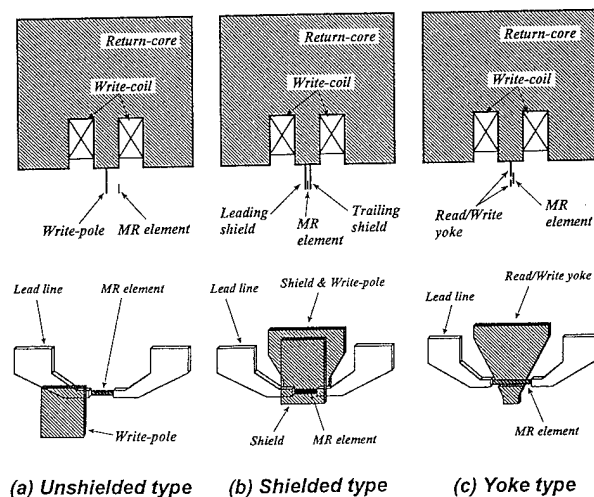 Return-core
Write-coil
Write-pole
MR element
Return-core
Write-coil
Leading
shield
MR
element
Trailing
shield
Return-core
Write-coil
Read/Write
yoke
MR
element
Lead line
MR element
Write-pole
Lead line
Shield & Write-pole
Shield
MR element
Read/Write yoke
Lead line
MR
element
(a) Unshielded type
(b) Shielded type
(c) Yoke type